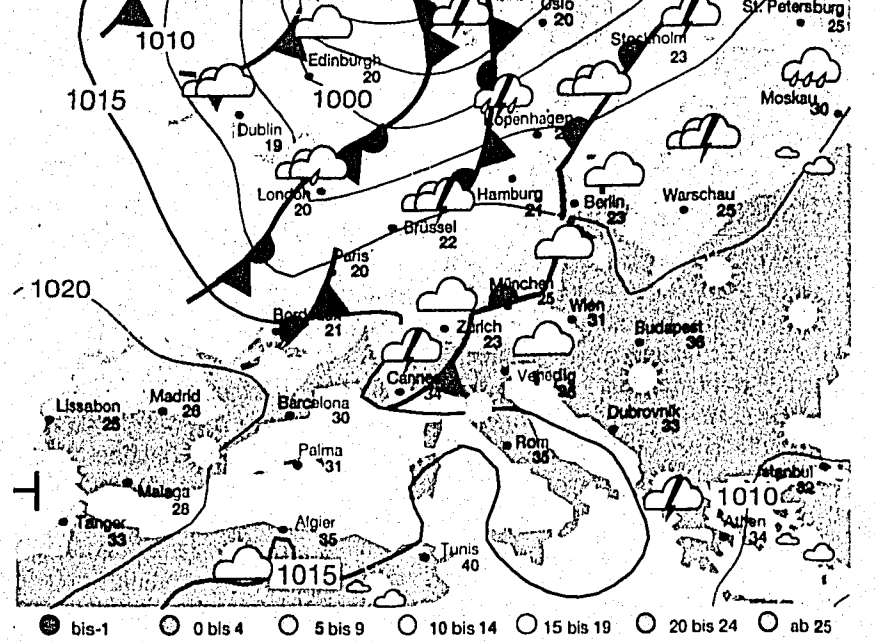 Oslo
20
St. Petersburg
25
1010
Stockholm
23
Edinburgh
20
1015
1000
Moskau
30
Dublin
19
Kopenhagen
London
20
Hamburg
21
Berlin
23
Warschau
25
Brüssel
22
Paris
20
1020
München
25
Wien
31
Bordeaux
21
Zürich
23
Budapest
36
Cannes
34
Venedig
Lissabon
25
Madrid
26
Barcelona
30
Dubrovnik
33
Rom
35
Palma
31
Istanbul
32
Malaga
28
1010
Tanger
33
Algier
35
Athen
34
Tunis
40
1015
bis-1
0 bis 4
5 bis 9
10 bis 14
15 bis 19
20 bis 24
ab 25